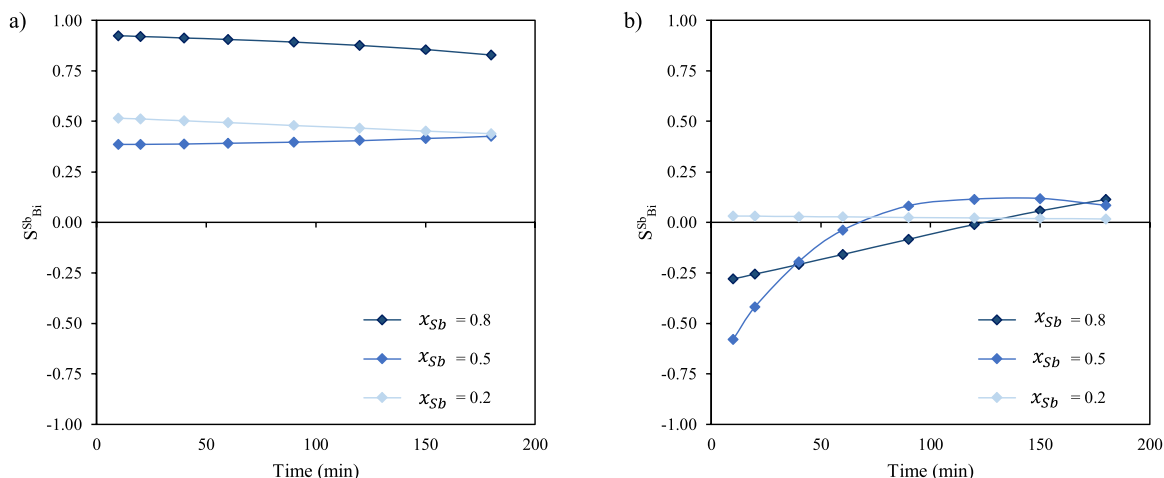 a)
1.00
0.75
0.50
0.25
0.00
-0.25
-0.50
-0.75
-1.00
S^Sb_Bi
0 50 100 150 200
Time (min)
x_Sb = 0.8
x_Sb = 0.5
x_Sb = 0.2
b)
1.00
0.75
0.50
0.25
0.00
-0.25
-0.50
-0.75
-1.00
S^Sb_Bi
0 50 100 150 200
Time (min)
x_Sb = 0.8
x_Sb = 0.5
x_Sb = 0.2